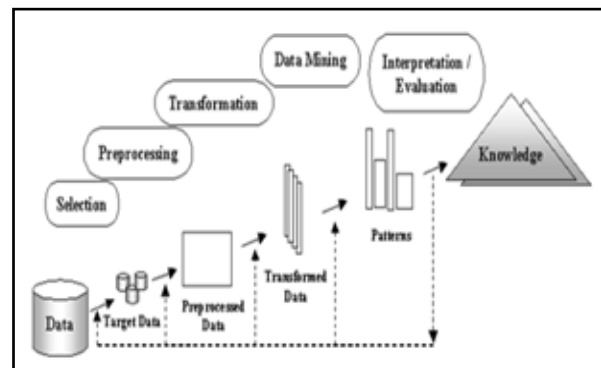 Data Mining
Interpretation /
Evaluation
Transformation
Preprocessing
Selection
Knowledge
Patterns
Transformed
Data
Preprocessed
Data
Target Data
Data